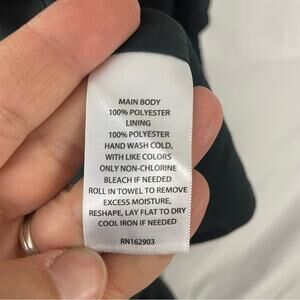 MAIN BODY
100% POLYESTER
LINING
100% POLYESTER
HAND WASH COLD,
WITH LIKE COLORS
ONLY NON-CHLORINE
BLEACH IF NEEDED
ROLL IN TOWEL TO REMOVE
EXCESS MOISTURE,
RESHAPE, LAY FLAT TO DRY
COOL IRON IF NEEDED
RN162903